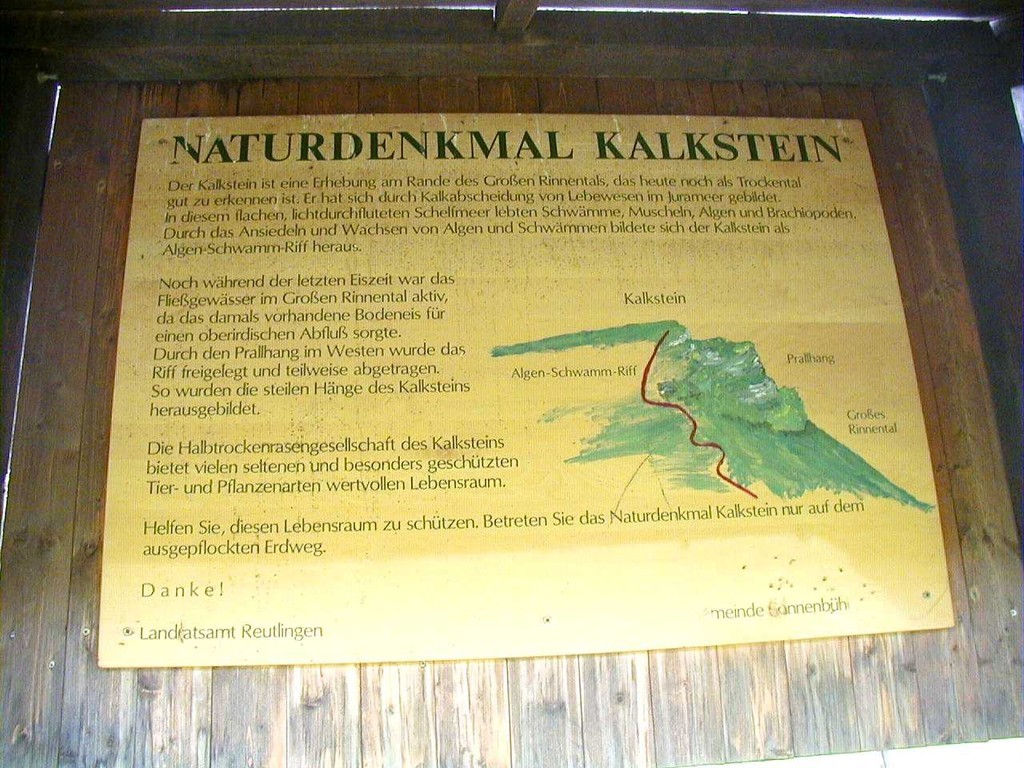 NATURDENKMAL KALKSTEIN
Der Kalkstein ist eine Erhebung am Rande des Großen Rinnentals, das heute noch als Trockental
gut zu erkennen ist. Er hat sich durch Kalkabscheidung von Lebewesen im Jurameer gebildet.
In diesem flachen, lichtdurchfluteten Schelfmeer lebten Schwämme, Muscheln, Algen und Brachiopoden.
Durch das Ansiedeln und Wachsen von Algen und Schwämmen bildete sich der Kalkstein als
Algen-Schwamm-Riff heraus.
Noch während der letzten Eiszeit war das
Fließgewässer im Großen Rinnental aktiv,
da das damals vorhandene Bodeneis für
einen oberirdischen Abfluß sorgte.
Durch den Prallhang im Westen wurde das
Riff freigelegt und teilweise abgetragen.
So wurden die steilen Hänge des Kalksteins
herausgebildet.
Kalkstein
Algen-Schwamm-Riff
Prallhang
Großes
Rinnental
Die Halbtrockenrasengesellschaft des Kalksteins
bietet vielen seltenen und besonders geschützten
Tier- und Pflanzenarten wertvollen Lebensraum.
Helfen Sie, diesen Lebensraum zu schützen. Betreten Sie das Naturdenkmal Kalkstein nur auf dem
ausgepflockten Erdweg.
Danke!
Landratsamt Reutlingen
meinde Sonnenbühl